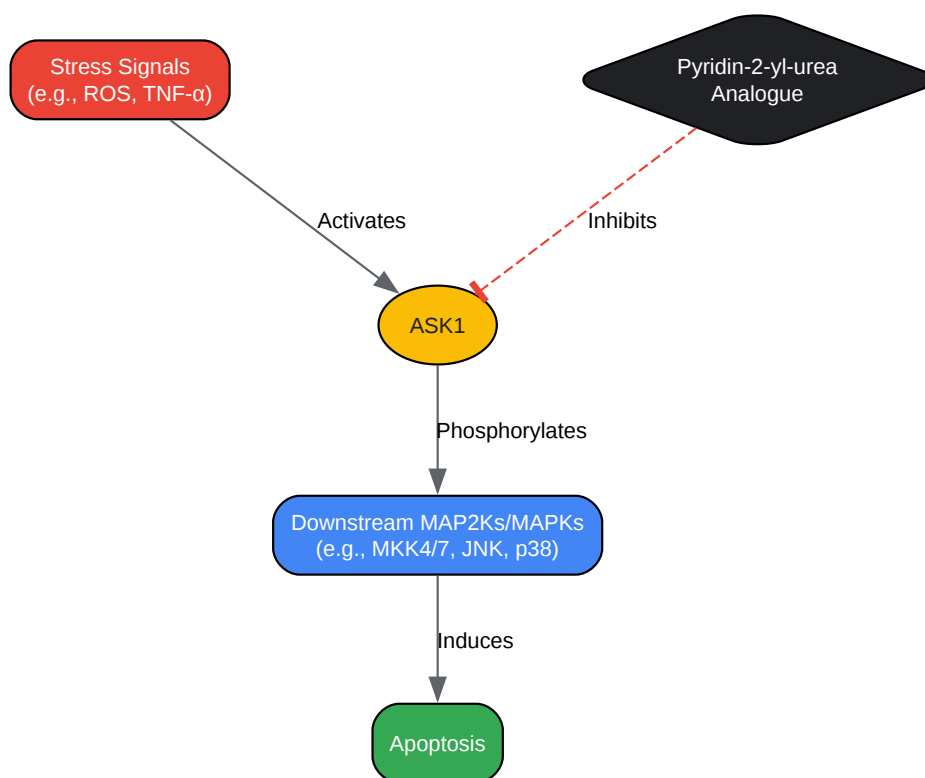 Stress Signals
(e.g., ROS, TNF-α)
Pyridin-2-yl-urea
Analogue
Activates
Inhibits
ASK1
Phosphorylates
Downstream MAP2Ks/MAPKs
(e.g., MKK4/7, JNK, p38)
Induces
Apoptosis